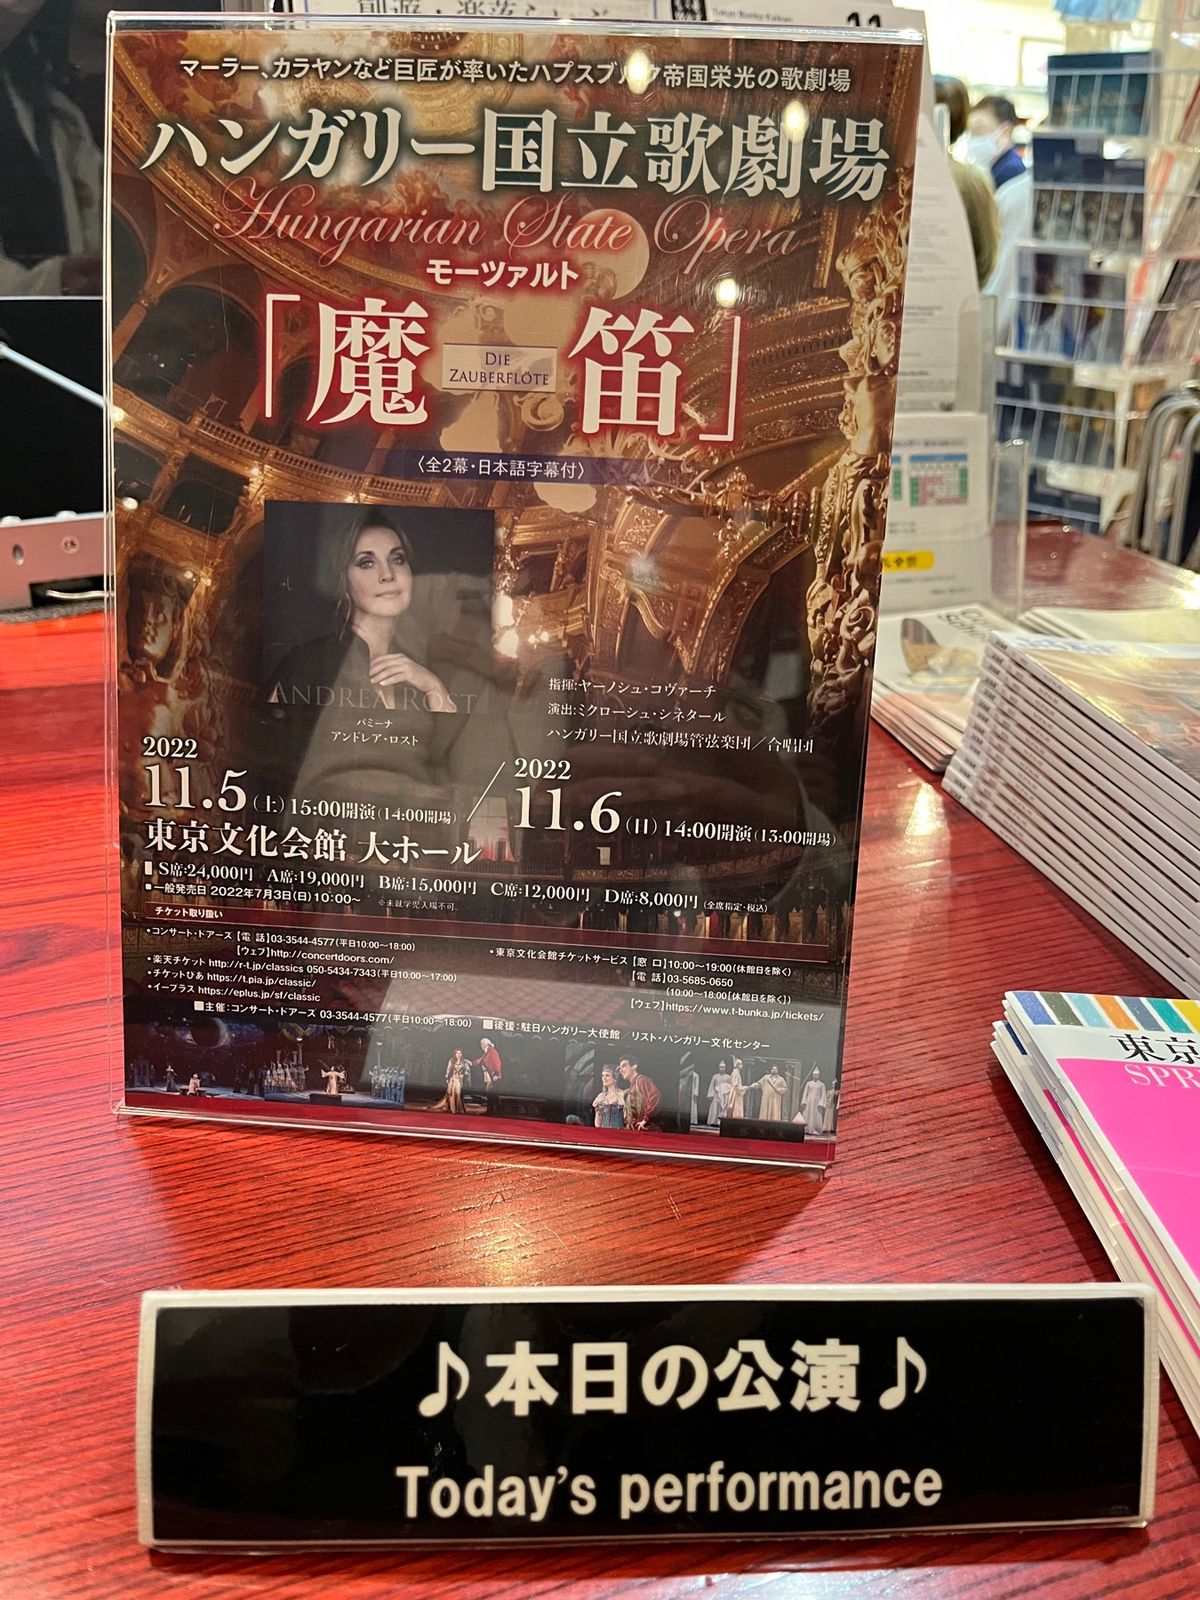 マーラー、カラヤンなど巨匠が率いたハプスブルク帝国栄光の歌劇場
ハンガリー国立歌劇場
Hungarian State Opera
モーツァルト
「魔笛」
DIE
ZAUBERFLÖTE
〈全2幕・日本語字幕付〉
ANDREA ROST
パミーナ
アンドレア・ロスト
指揮:ヤーノシュ・コヴァーチ
演出:ミクローシュ・シネタール
ハンガリー国立歌劇場管弦楽団／合唱団
2022
11.5(土)15:00開演(14:00開場)
2022
11.6(日)14:00開演(13:00開場)
東京文化会館 大ホール
S席:24,000円 A席:19,000円 B席:15,000円 C席:12,000円 D席:8,000円(全席指定・税込)
■一般発売日 2022年7月3日(日)10:00〜 ※未就学児入場不可
チケット取り扱い
•コンサート・ドアーズ【電 話】03-3544-4577(平日10:00〜18:00)
【ウェブ】http://concertdoors.com/
•楽天チケット http://r-t.jp/classics 050-5434-7343(平日10:00〜17:00)
•チケットぴあ https://t.pia.jp/classic/
•イープラス https://eplus.jp/sf/classic
•東京文化会館チケットサービス【窓 口】10:00〜19:00(休館日を除く)
【電 話】03-5685-0650
(10:00〜18:00[休館日を除く])
【ウェブ】https://www.t-bunka.jp/tickets/
■主催：コンサート・ドアーズ 03-3544-4577(平日10:00〜18:00) ■後援：駐日ハンガリー大使館／リスト・ハンガリー文化センター
東京
SPR
♪本日の公演♪
Today's performance